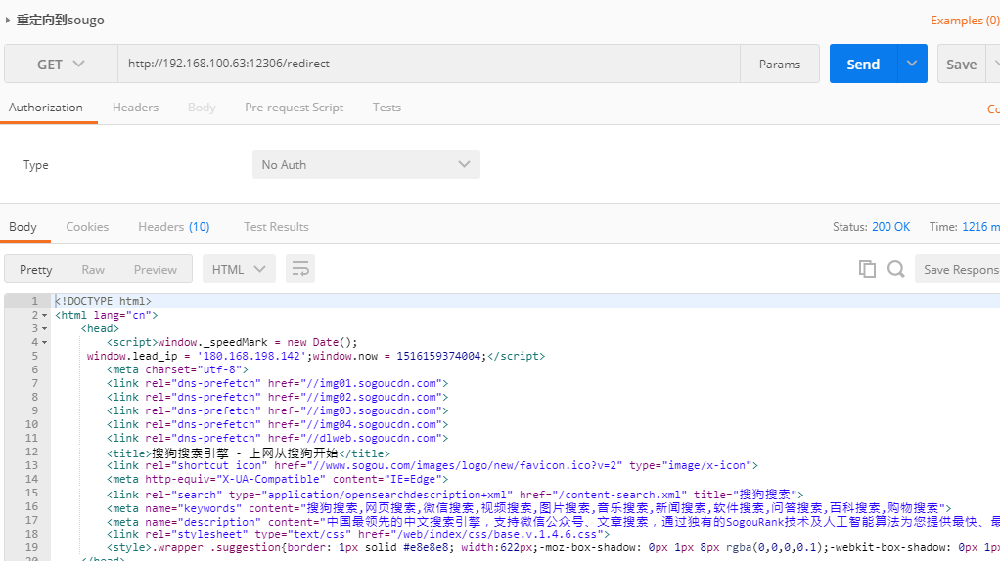 重定向到sougo
Examples (0)
GET http://192.168.100.63:12306/redirect Params Send Save
Authorization Headers Body Pre-request Script Tests Co
Type No Auth
Body Cookies Headers (10) Test Results Status: 200 OK Time: 1216 m
Pretty Raw Preview HTML Save Respons
1 <!DOCTYPE html>
2 <html lang="cn">
3 <head>
4 <script>window._speedMark = new Date();
5 window.lead_ip = '180.168.198.142';window.now = 1516159374004;</script>
6 <meta charset="utf-8">
7 <link rel="dns-prefetch" href="//img01.sogoucdn.com">
8 <link rel="dns-prefetch" href="//img02.sogoucdn.com">
9 <link rel="dns-prefetch" href="//img03.sogoucdn.com">
10 <link rel="dns-prefetch" href="//img04.sogoucdn.com">
11 <link rel="dns-prefetch" href="//dlweb.sogoucdn.com">
12 <title>搜狗搜索引擎 - 上网从搜狗开始</title>
13 <link rel="shortcut icon" href="//www.sogou.com/images/logo/new/favicon.ico?v=2" type="image/x-icon">
14 <meta http-equiv="X-UA-Compatible" content="IE=Edge">
15 <link rel="search" type="application/opensearchdescription+xml" href="/content-search.xml" title="搜狗搜索">
16 <meta name="keywords" content="搜狗搜索,网页搜索,微信搜索,视频搜索,图片搜索,音乐搜索,新闻搜索,软件搜索,问答搜索,百科搜索,购物搜索">
17 <meta name="description" content="中国最领先的中文搜索引擎，支持微信公众号、文章搜索，通过独有的SogouRank技术及人工智能算法为您提供最快、最
18 <link rel="stylesheet" type="text/css" href="/web/index/css/base.v.1.4.6.css">
19 <style>.wrapper .suggestion{border: 1px solid #e8e8e8; width:622px;-moz-box-shadow: 0px 1px 8px rgba(0,0,0,0.1);-webkit-box-shadow: 0px 1px
20 </head>